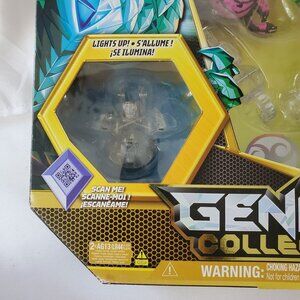 LIGHTS UP! • S'ALLUME!
¡SE ILUMINA!
SCAN ME!
SCANNE-MOI!
¡ESCANÉAME!
GEN
COLLE
WARNING: CHOKING HAZA
Not for children